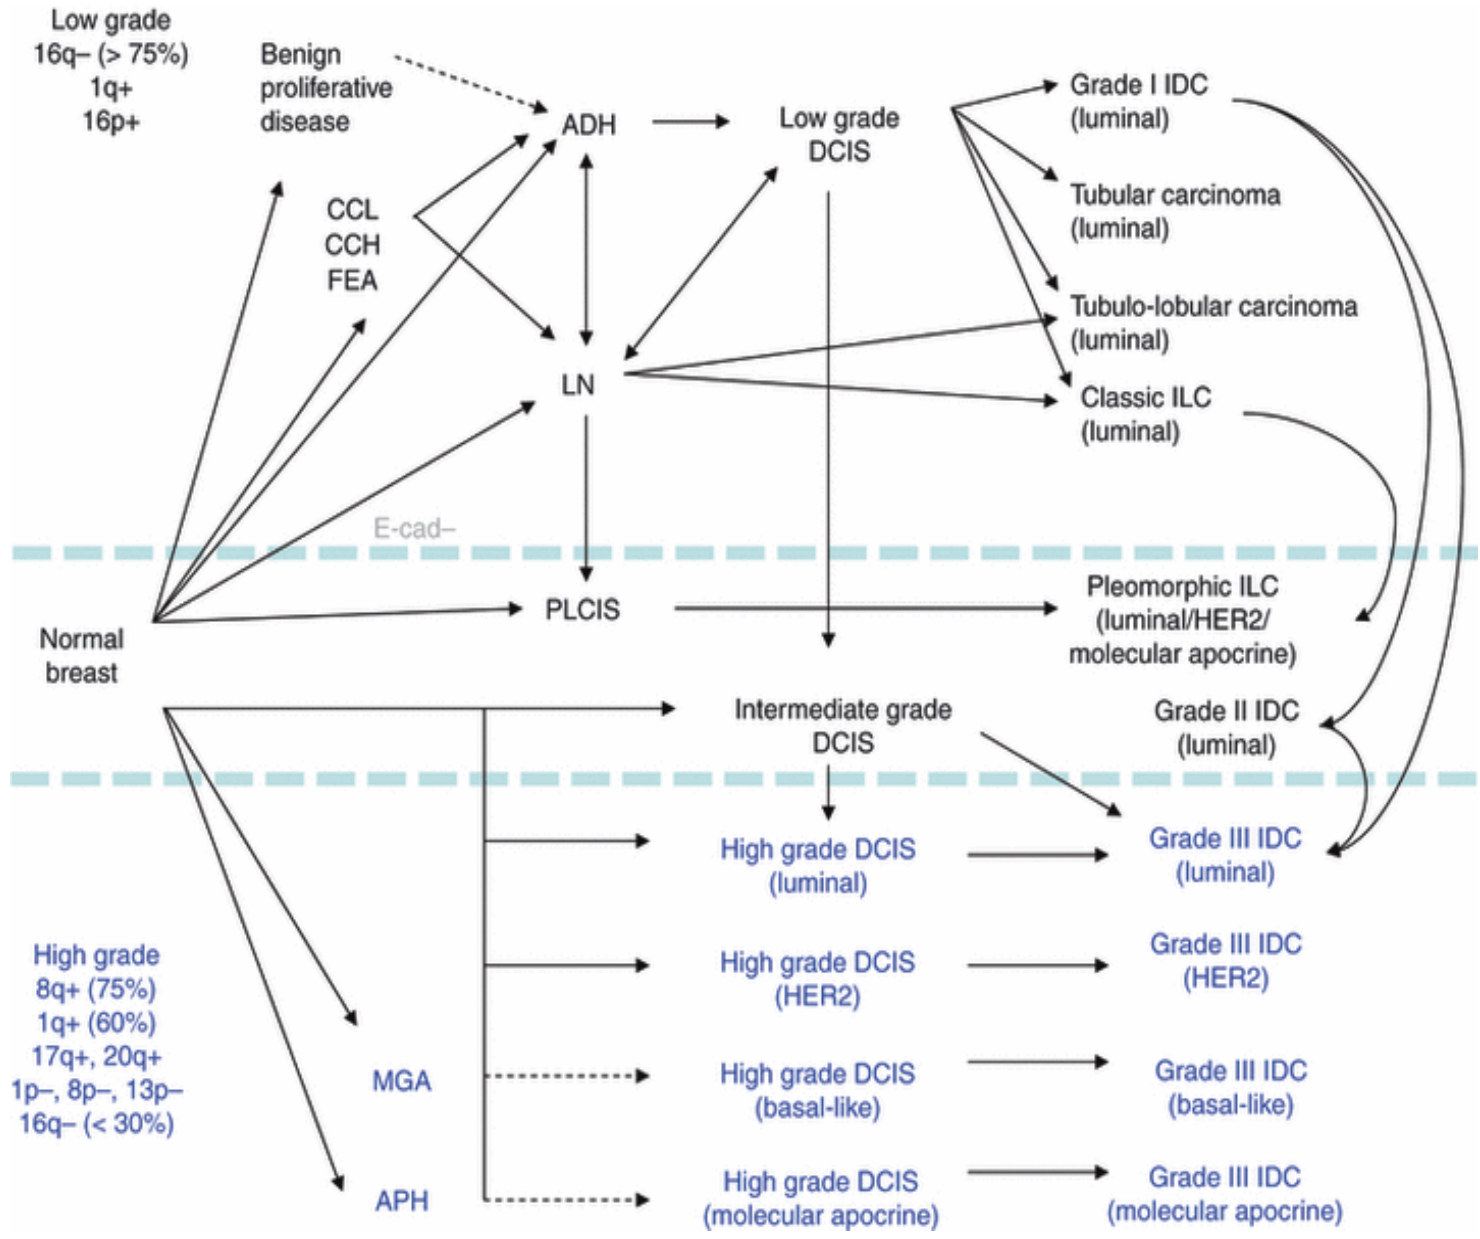 Low grade
16q– (> 75%)
1q+
16p+
Benign
proliferative
disease
ADH
Low grade
DCIS
Grade I IDC
(luminal)
CCL
CCH
FEA
Tubular carcinoma
(luminal)
Tubulo-lobular carcinoma
(luminal)
LN
Classic ILC
(luminal)
E-cad–
Normal
breast
PLCIS
Pleomorphic ILC
(luminal/HER2/
molecular apocrine)
Intermediate grade
DCIS
Grade II IDC
(luminal)
High grade DCIS
(luminal)
Grade III IDC
(luminal)
High grade
8q+ (75%)
1q+ (60%)
17q+, 20q+
1p–, 8p–, 13p–
16q– (< 30%)
High grade DCIS
(HER2)
Grade III IDC
(HER2)
MGA
High grade DCIS
(basal-like)
Grade III IDC
(basal-like)
APH
High grade DCIS
(molecular apocrine)
Grade III IDC
(molecular apocrine)